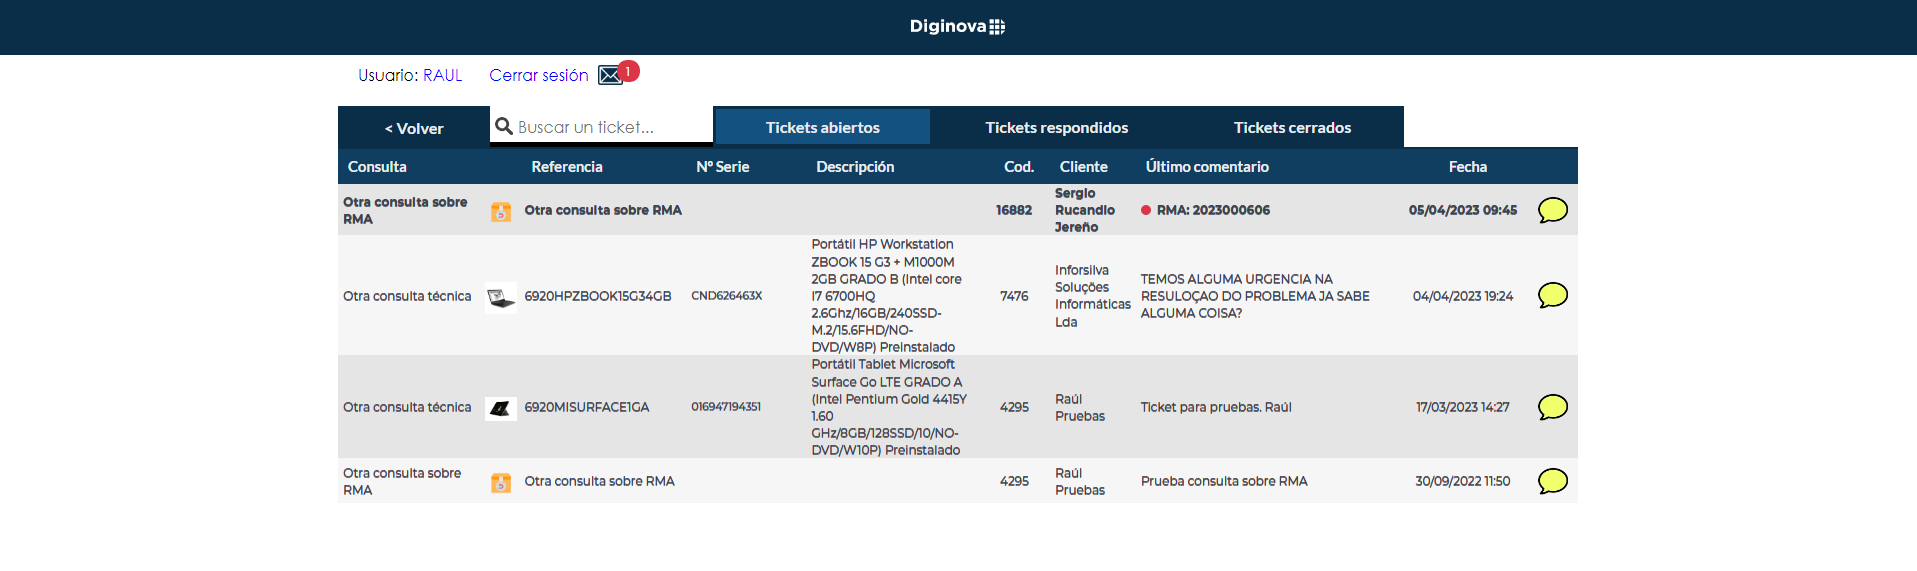 Diginova
Usuario: RAUL Cerrar sesión 1
< Volver Buscar un ticket... Tickets abiertos Tickets respondidos Tickets cerrados
Consulta Referencia Nº Serie Descripción Cod. Cliente Último comentario Fecha
Otra consulta sobre
RMA
Otra consulta sobre RMA
16882
Sergio
Rucandio
Jereño
RMA: 2023000606
05/04/2023 09:45
Otra consulta técnica
6920HPZBOOK15G34GB
CND626463X
Portátil HP Workstation
ZBOOK 15 G3 + M1000M
2GB GRADO B (Intel core
I7 6700HQ
2.6Ghz/16GB/240SSD-
M.2/15.6FHD/NO-
DVD/W8P) Preinstalado
7476
Inforsilva
Soluções
Informáticas
Lda
TEMOS ALGUMA URGENCIA NA
RESULOÇAO DO PROBLEMA JA SABE
ALGUMA COISA?
04/04/2023 19:24
Otra consulta técnica
6920MISURFACE1GA
016947194351
Portátil Tablet Microsoft
Surface Go LTE GRADO A
(Intel Pentium Gold 4415Y
1.60
GHz/8GB/128SSD/10/NO-
DVD/W10P) Preinstalado
4295
Raúl
Pruebas
Ticket para pruebas. Raúl
17/03/2023 14:27
Otra consulta sobre
RMA
Otra consulta sobre RMA
4295
Raúl
Pruebas
Prueba consulta sobre RMA
30/09/2022 11:50